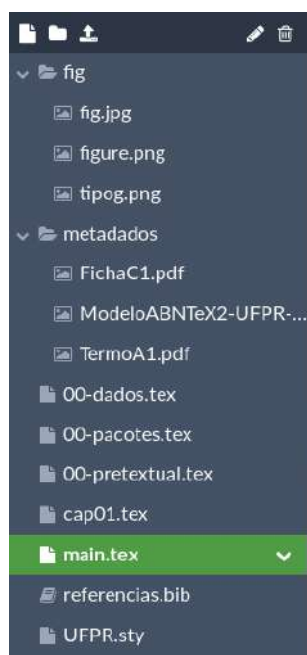 fig
fig.jpg
figure.png
tipog.png
metadados
FichaC1.pdf
ModeloABNTeX2-UFPR-...
TermoA1.pdf
00-dados.tex
00-pacotes.tex
00-pretextual.tex
cap01.tex
main.tex
referencias.bib
UFPR.sty